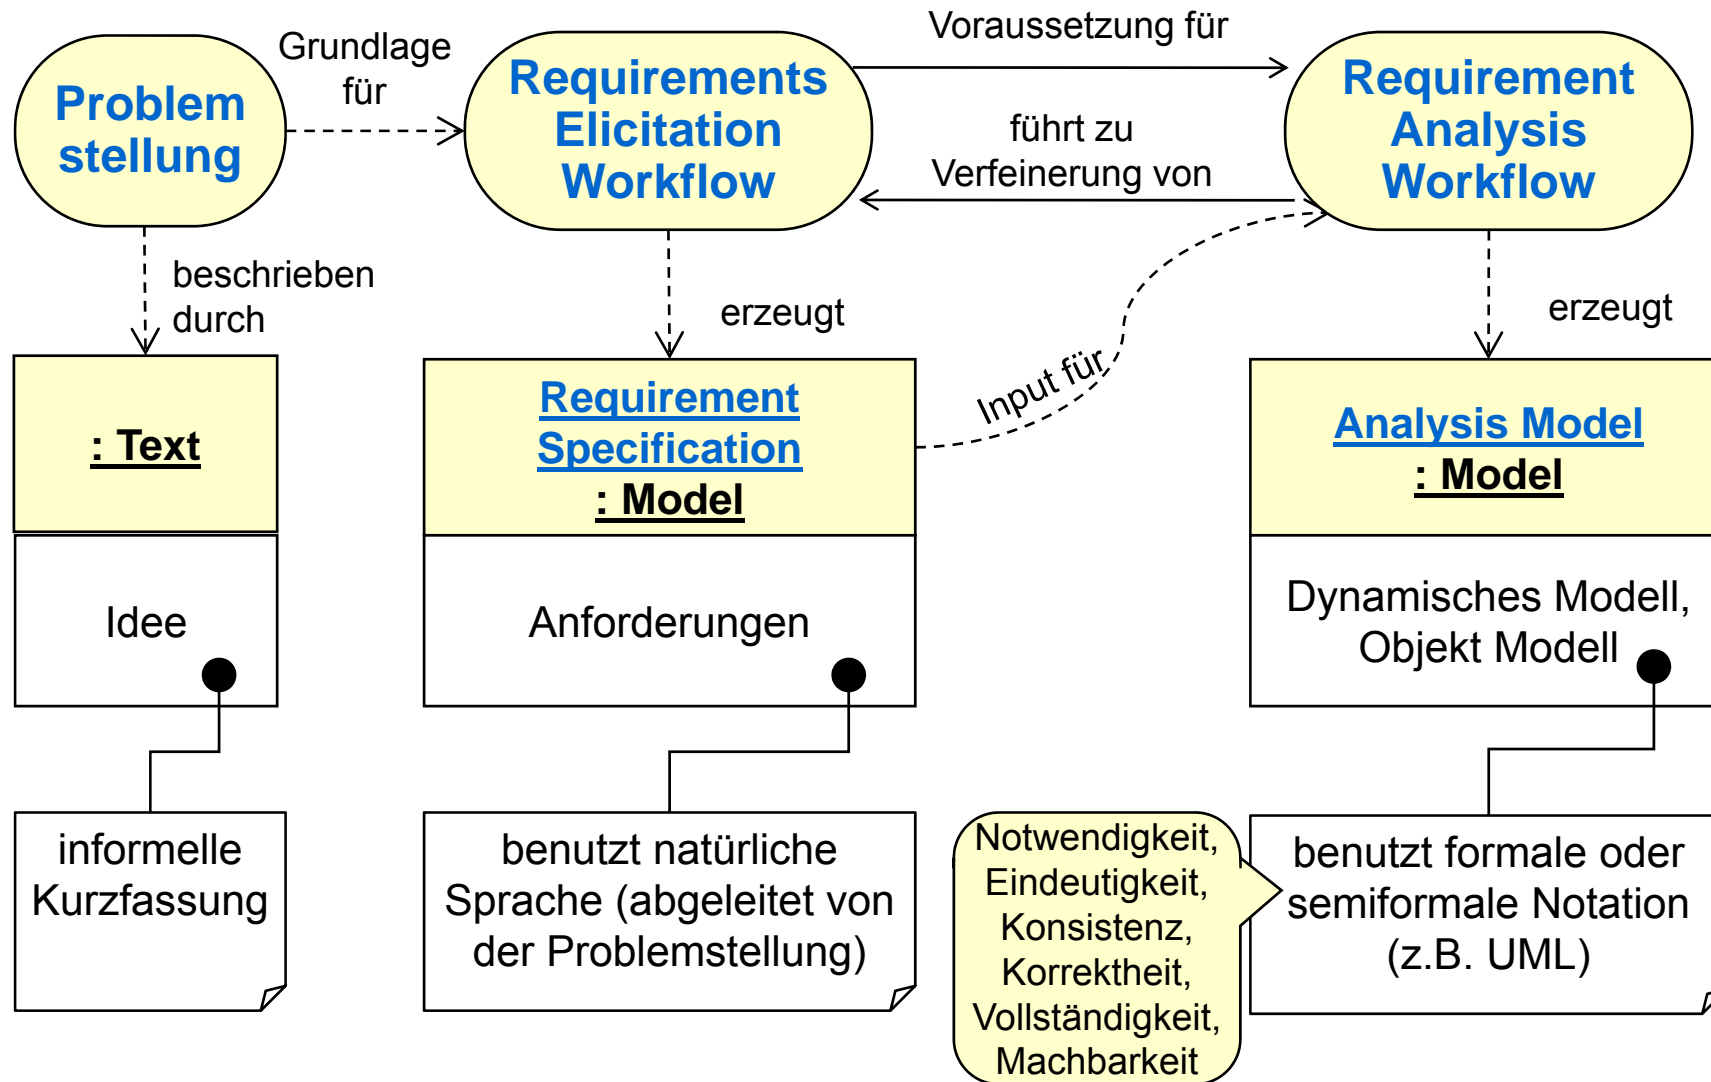 Problem
stellung
Grundlage
für
Requirements
Elicitation
Workflow
Voraussetzung für
führt zu
Verfeinerung von
Requirement
Analysis
Workflow
beschrieben
durch
erzeugt
Input für
erzeugt
: Text
Idee
Requirement
Specification
: Model
Anforderungen
Analysis Model
: Model
Dynamisches Modell,
Objekt Modell
informelle
Kurzfassung
benutzt natürliche
Sprache (abgeleitet von
der Problemstellung)
Notwendigkeit,
Eindeutigkeit,
Konsistenz,
Korrektheit,
Vollständigkeit,
Machbarkeit
benutzt formale oder
semiformale Notation
(z.B. UML)